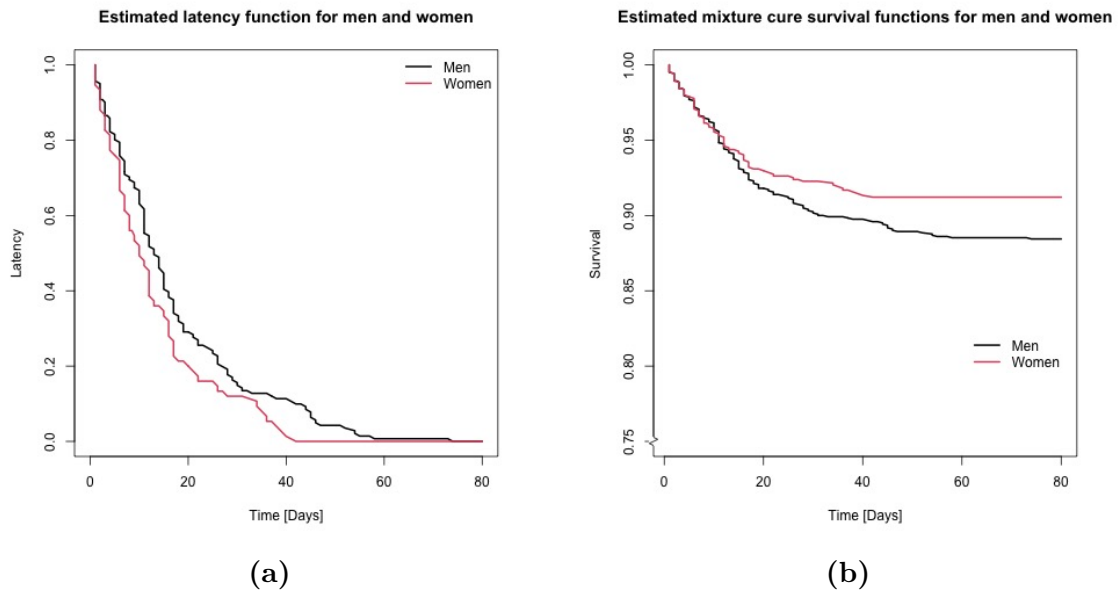 Estimated latency function for men and women
Latency
1.0
0.8
0.6
0.4
0.2
0.0
Men
Women
0 20 40 60 80
Time [Days]
(a)
Estimated mixture cure survival functions for men and women
Survival
1.00
0.95
0.90
0.85
0.80
0.75
Men
Women
0 20 40 60 80
Time [Days]
(b)